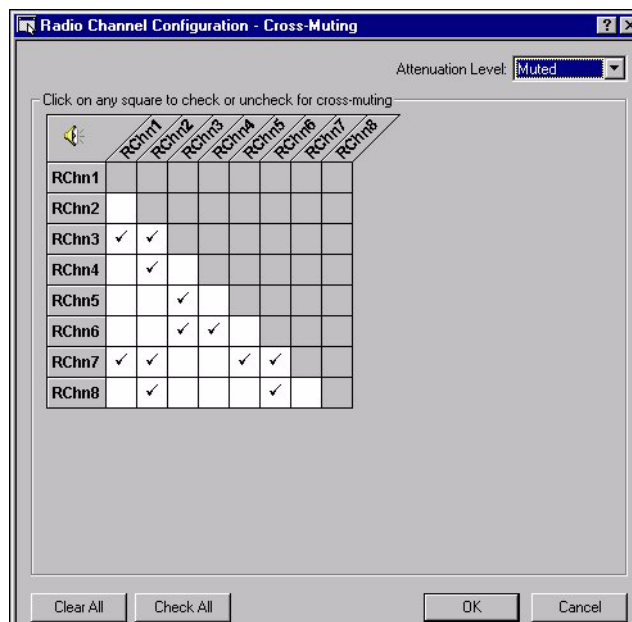 Radio Channel Configuration - Cross-Muting
Attenuation Level: Muted
Click on any square to check or uncheck for cross-muting
RChn1 RChn2 RChn3 RChn4 RChn5 RChn6 RChn7 RChn8
RChn1
RChn2
RChn3
RChn4
RChn5
RChn6
RChn7
RChn8
Clear All Check All OK Cancel